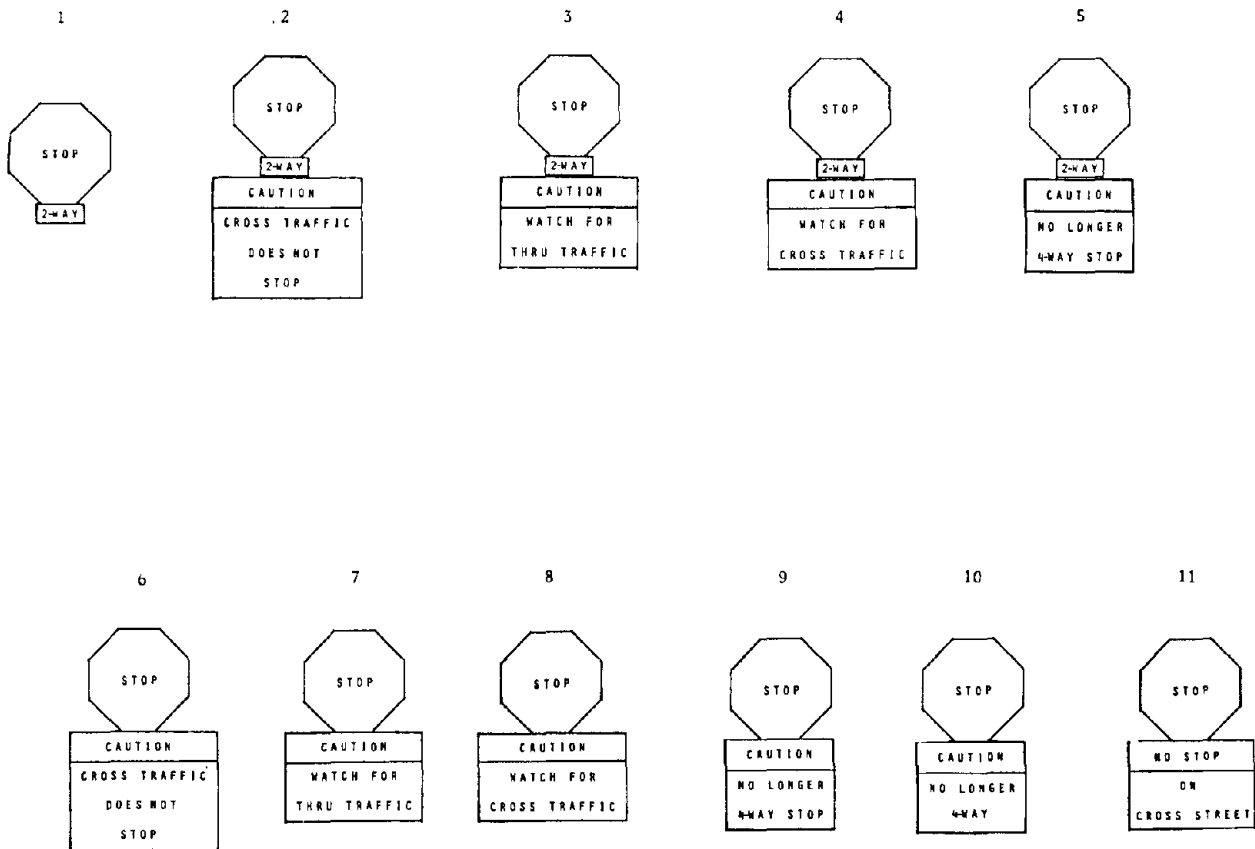 1
.2
3
4
5
STOP
2-WAY
STOP
2-WAY
CAUTION
CROSS TRAFFIC
DOES NOT
STOP
STOP
2-WAY
CAUTION
WATCH FOR
THRU TRAFFIC
STOP
2-WAY
CAUTION
WATCH FOR
CROSS TRAFFIC
STOP
2-WAY
CAUTION
NO LONGER
4-WAY STOP
6
7
8
9
10
11
STOP
CAUTION
CROSS TRAFFIC
DOES NOT
STOP
STOP
CAUTION
WATCH FOR
THRU TRAFFIC
STOP
CAUTION
WATCH FOR
CROSS TRAFFIC
STOP
CAUTION
NO LONGER
4-WAY STOP
STOP
CAUTION
NO LONGER
4-WAY
STOP
NO STOP
ON
CROSS STREET